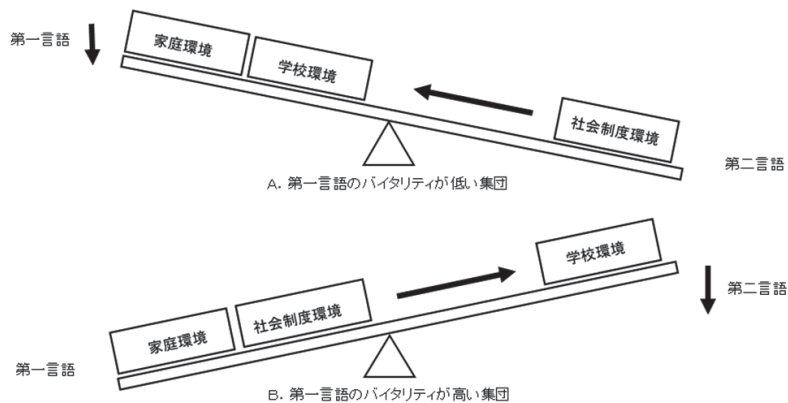 第一言語
家庭環境
学校環境
社会制度環境
第二言語
A. 第一言語のバイタリティが低い集団
学校環境
社会制度環境
家庭環境
第二言語
第一言語
B. 第一言語のバイタリティが高い集団